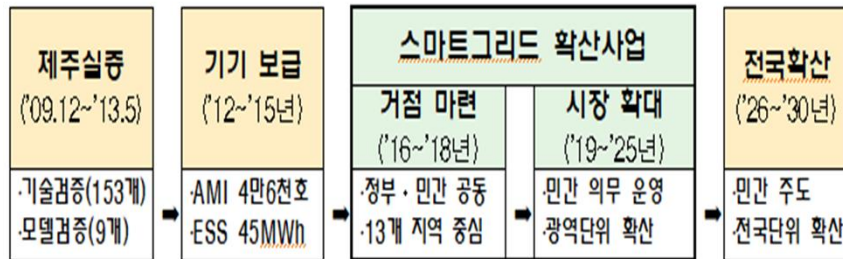 제주실증
('09.12~'13.5)
·기술검증(153개)
·모델검증(9개)
기기 보급
('12~'15년)
·AMI 4만6천호
·ESS 45MWh
스마트그리드 확산사업
거점 마련
('16~'18년)
·정부·민간 공동
·13개 지역 중심
시장 확대
('19~'25년)
·민간 의무 운영
·광역단위 확산
전국확산
('26~'30년)
·민간 주도
·전국단위 확산